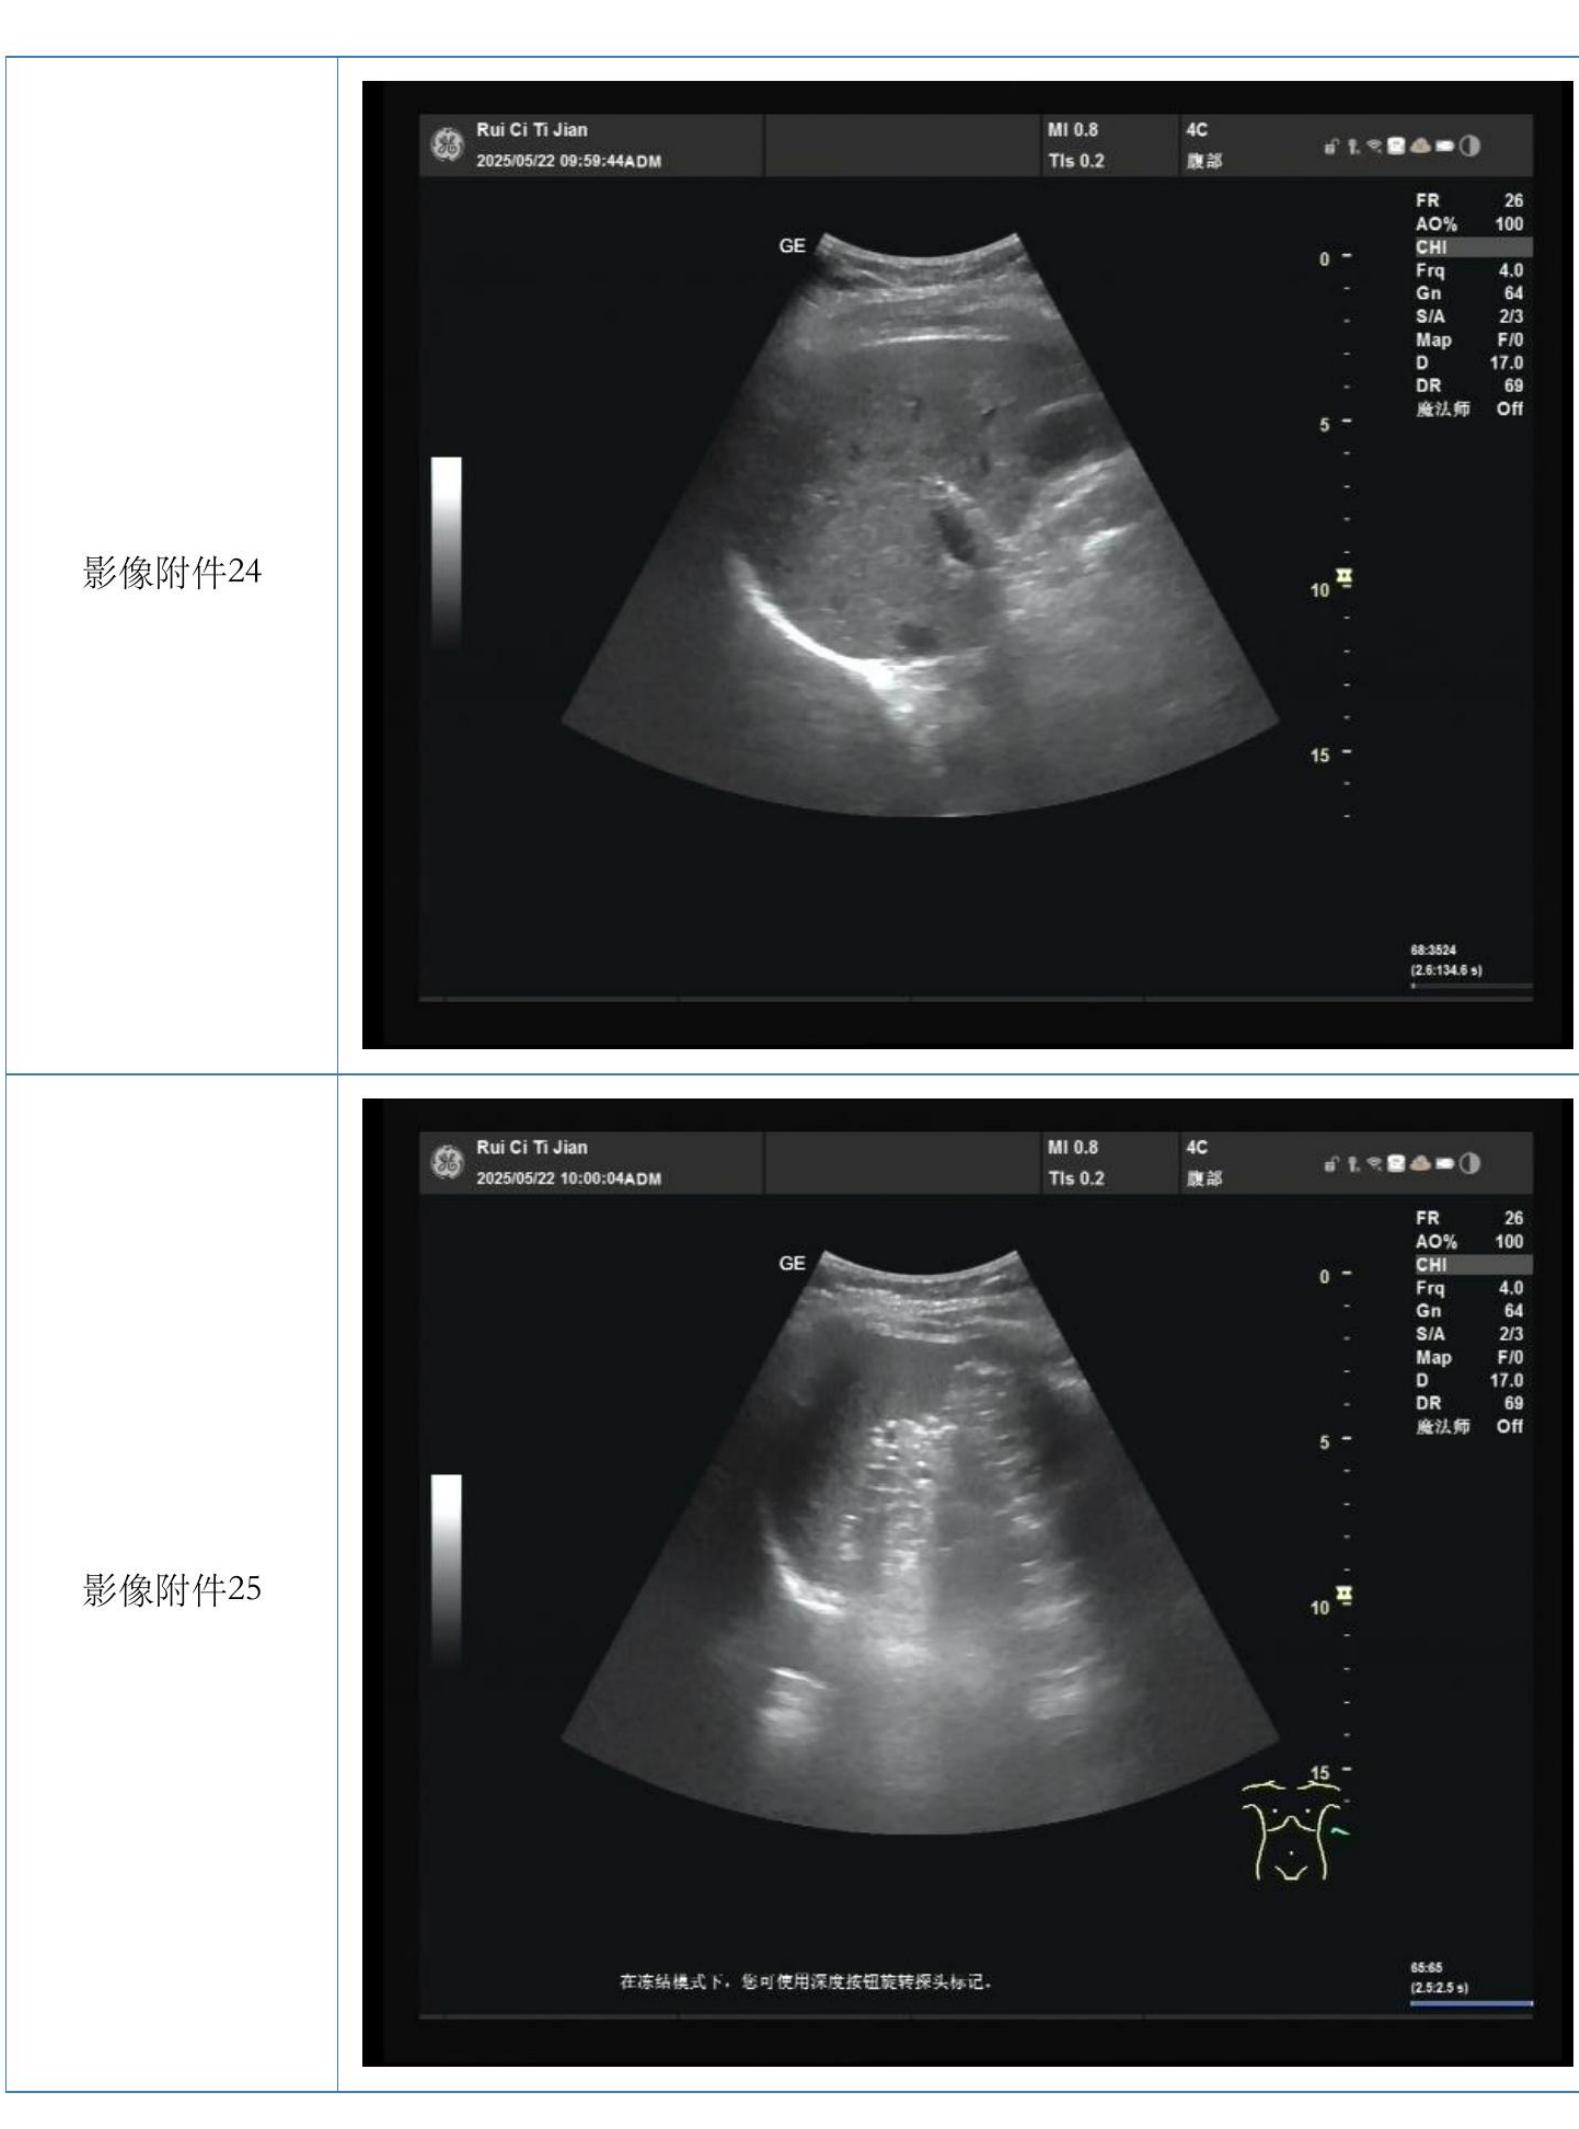 影像附件24
Rui Ci Ti Jian
2025/05/22 09:59:44ADM
MI 0.8
TIs 0.2
4C
腹部
GE
FR 26
AO% 100
CHI
Frq 4.0
Gn 64
S/A 2/3
Map F/0
D 17.0
DR 69
魔法师 Off
0
5
10
15
68:3524
(2.6:134.6 s)
影像附件25
Rui Ci Ti Jian
2025/05/22 10:00:04ADM
MI 0.8
TIs 0.2
4C
腹部
GE
FR 26
AO% 100
CHI
Frq 4.0
Gn 64
S/A 2/3
Map F/0
D 17.0
DR 69
魔法师 Off
0
5
10
15
在冻结模式下，您可使用深度按钮旋转探头标记。
65:65
(2.5:2.5 s)